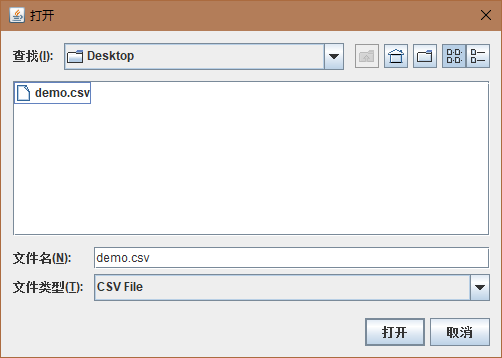 打开
查找(I):
Desktop
demo.csv
文件名(N):
demo.csv
文件类型(T):
CSV File
打开
取消